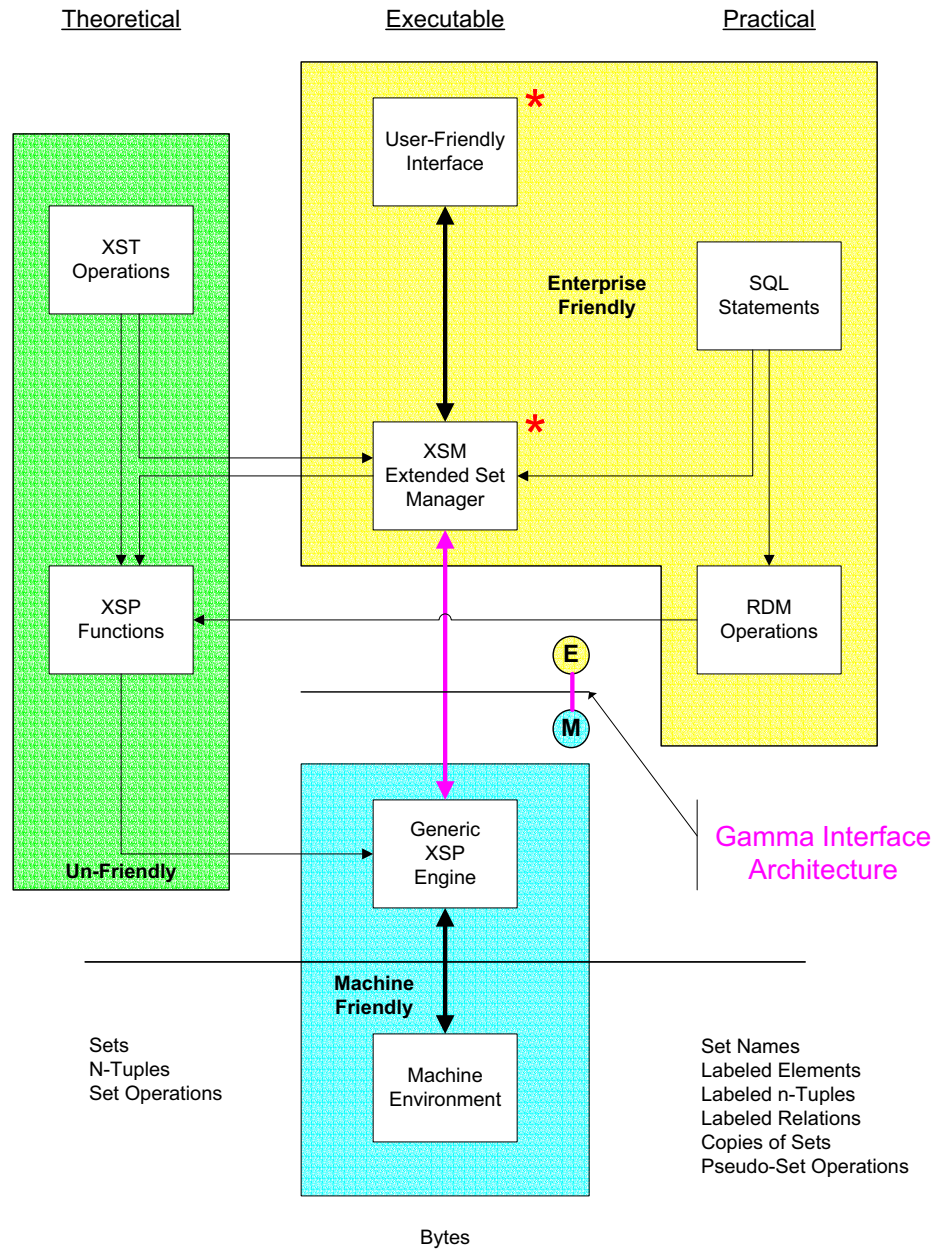 Theoretical
Executable
Practical
*
User-Friendly
Interface
XST
Operations
Enterprise
Friendly
SQL
Statements
*
XSM
Extended Set
Manager
XSP
Functions
RDM
Operations
E
M
Generic
XSP
Engine
Gamma Interface
Architecture
Un-Friendly
Machine
Friendly
Sets
N-Tuples
Set Operations
Machine
Environment
Set Names
Labeled Elements
Labeled n-Tuples
Labeled Relations
Copies of Sets
Pseudo-Set Operations
Bytes